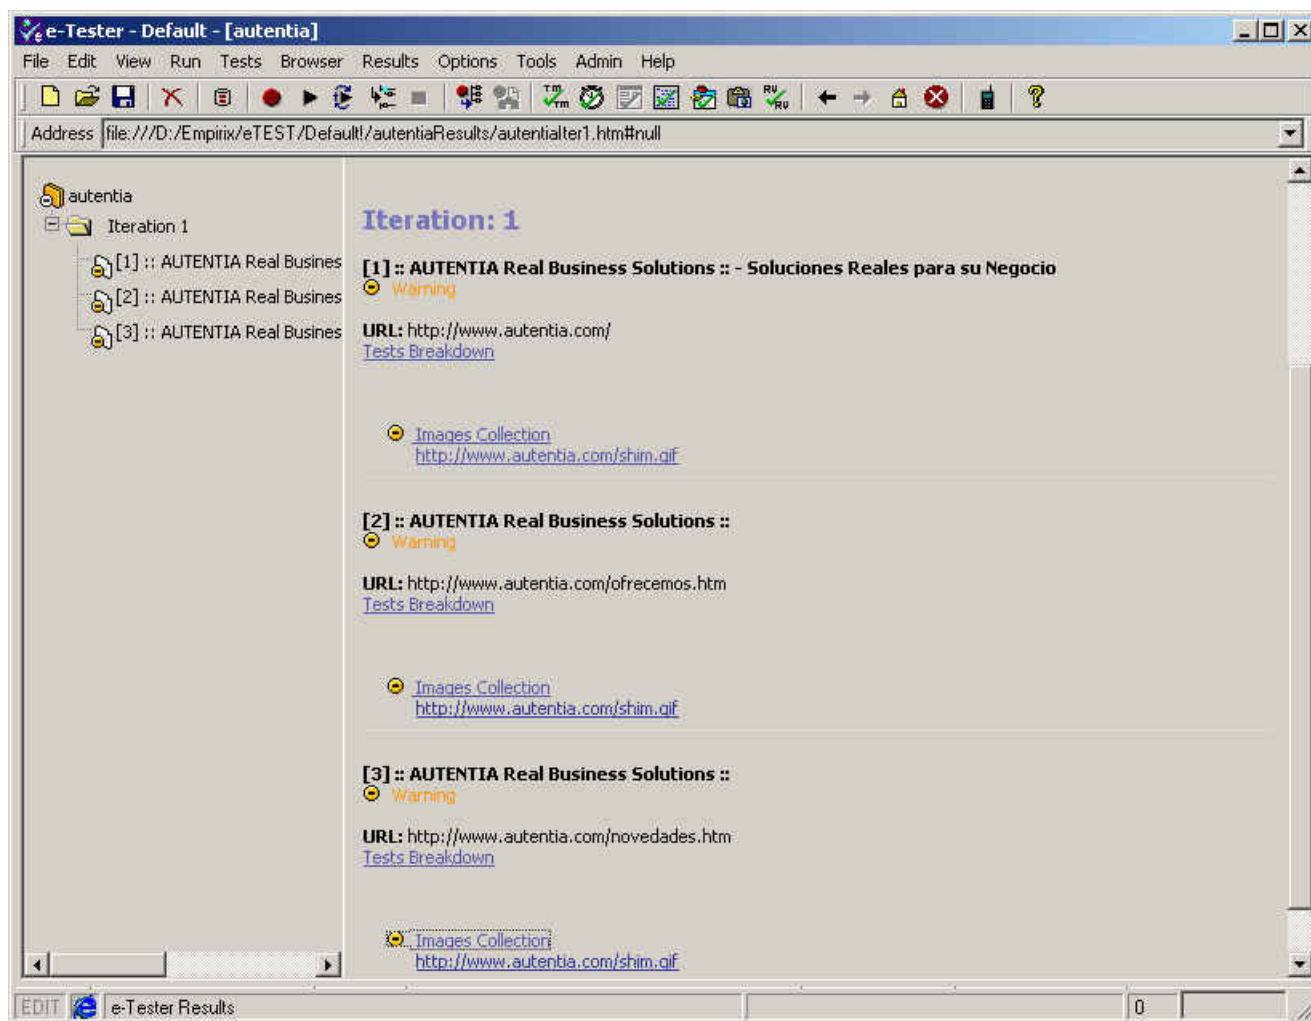 e-Tester - Default - [autentia]
File Edit View Run Tests Browser Results Options Tools Admin Help
Address file:///D:/Empirix/eTEST/Default!/autentiaResults/autentiaIter1.htm#null
autentia
Iteration 1
[1] :: AUTENTIA Real Busines
[2] :: AUTENTIA Real Busines
[3] :: AUTENTIA Real Busines
Iteration: 1
[1] :: AUTENTIA Real Business Solutions :: - Soluciones Reales para su Negocio
Warning
URL: http://www.autentia.com/
Tests Breakdown
Images Collection
http://www.autentia.com/shim.gif
[2] :: AUTENTIA Real Business Solutions ::
Warning
URL: http://www.autentia.com/ofrecemos.htm
Tests Breakdown
Images Collection
http://www.autentia.com/shim.gif
[3] :: AUTENTIA Real Business Solutions ::
Warning
URL: http://www.autentia.com/novedades.htm
Tests Breakdown
Images Collection
http://www.autentia.com/shim.gif
EDIT e-Tester Results 0